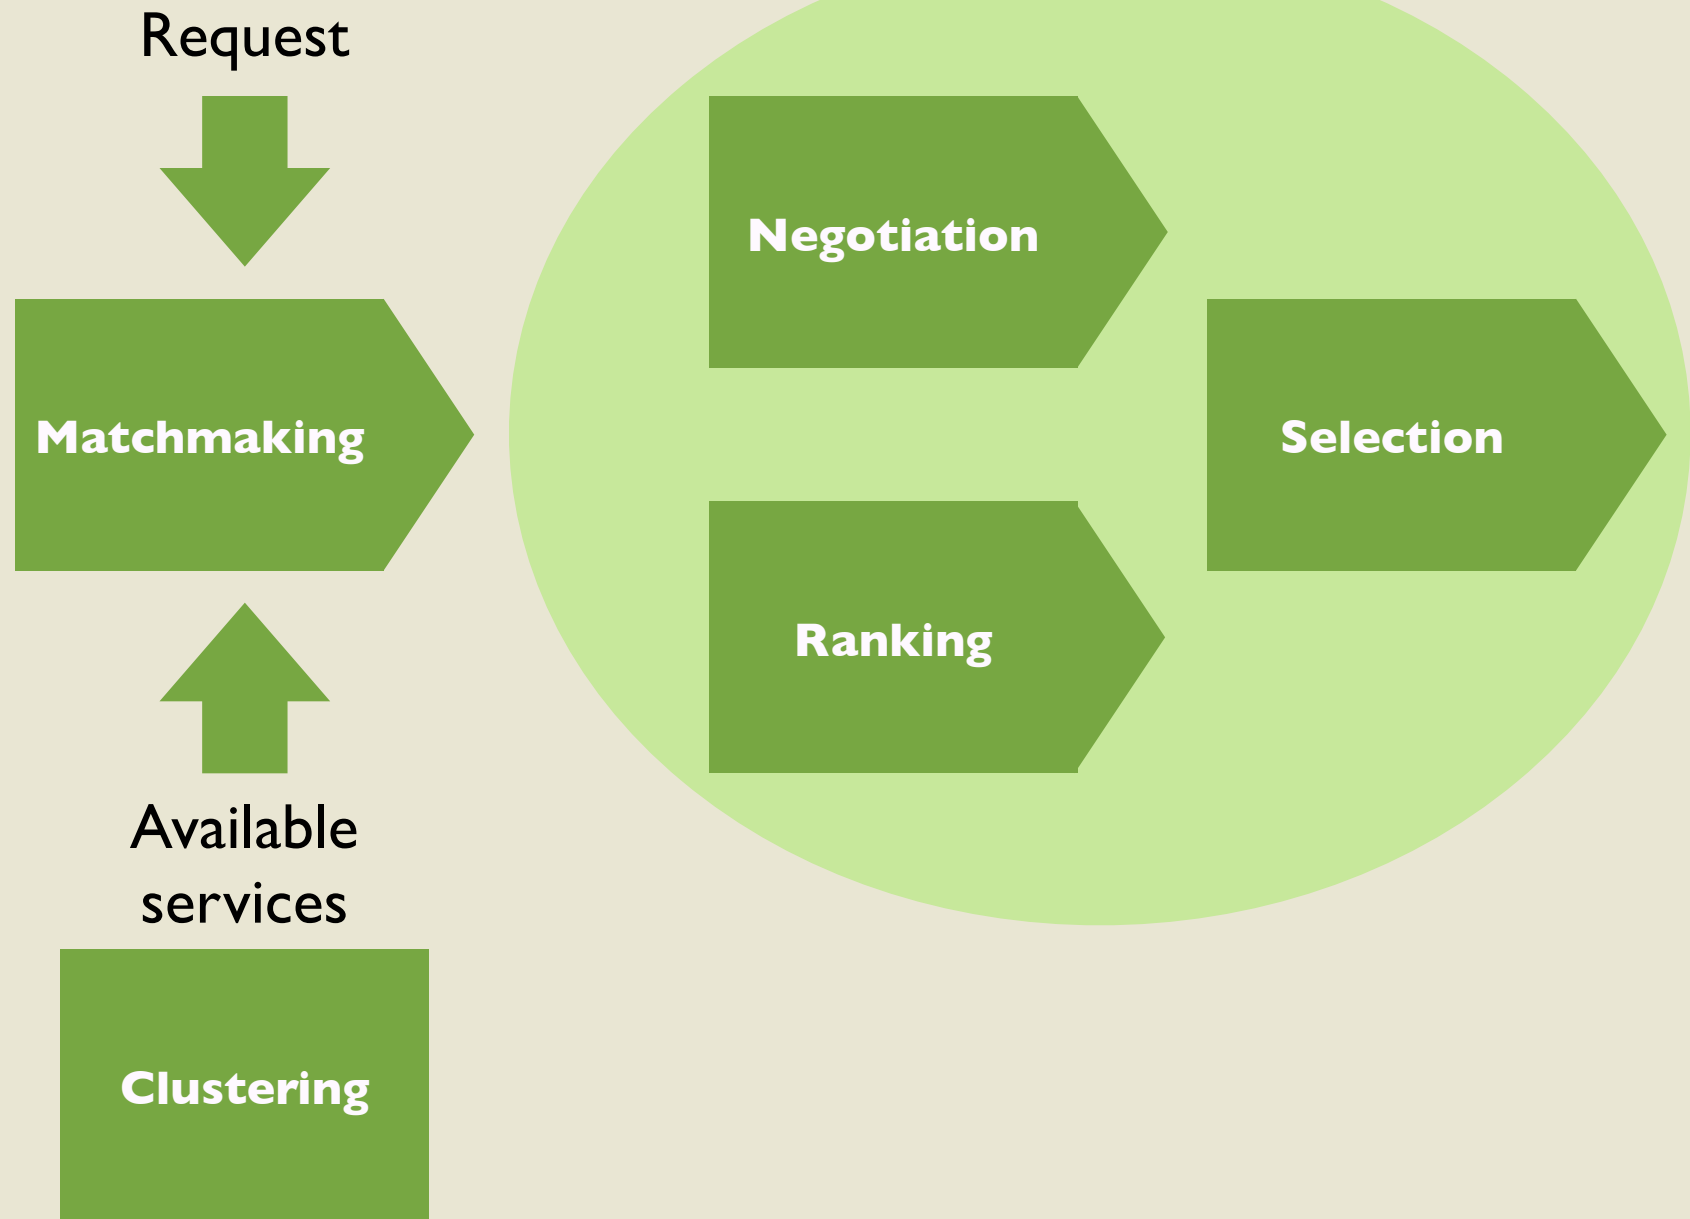 Request
Negotiation
Matchmaking
Selection
Ranking
Available
services
Clustering